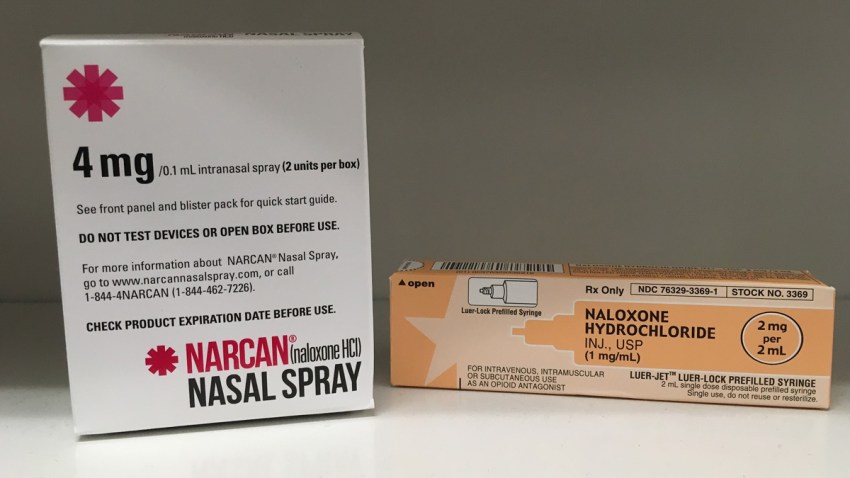 NASAL SPRAY
4 mg /0.1 mL intranasal spray (2 units per box)
See front panel and blister pack for quick start guide.
DO NOT TEST DEVICES OR OPEN BOX BEFORE USE.
For more information about NARCAN® Nasal Spray,
go to www.narcannasalspray.com, or call
1-844-4NARCAN (1-844-462-7226).
CHECK PRODUCT EXPIRATION DATE BEFORE USE.
NARCAN® (naloxone HCl)
NASAL SPRAY
open
Luer-Lock Prefilled Syringe
Rx Only
NDC 76329-3369-1
STOCK NO. 3369
NALOXONE
HYDROCHLORIDE
INJ., USP
(1 mg/mL)
2 mg
per
2 mL
FOR INTRAVENOUS, INTRAMUSCULAR
OR SUBCUTANEOUS USE
AS AN OPIOID ANTAGONIST
LUER-JET™ LUER-LOCK PREFILLED SYRINGE
2 mL single dose disposable prefilled syringe
Single use, do not reuse or resterilize.